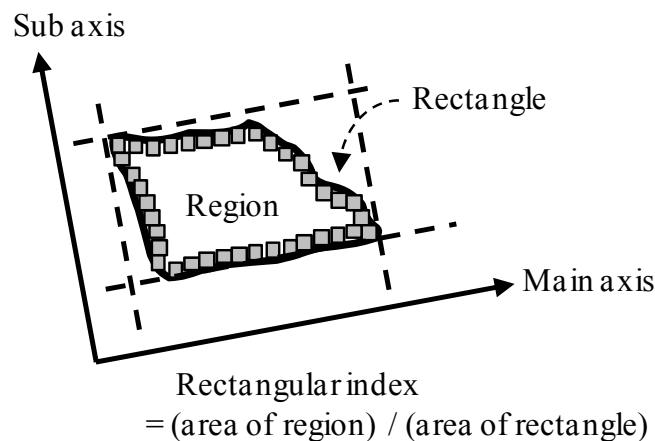 Sub axis
Rectangle
Region
Main axis
Rectangular index
= (area of region) / (area of rectangle)